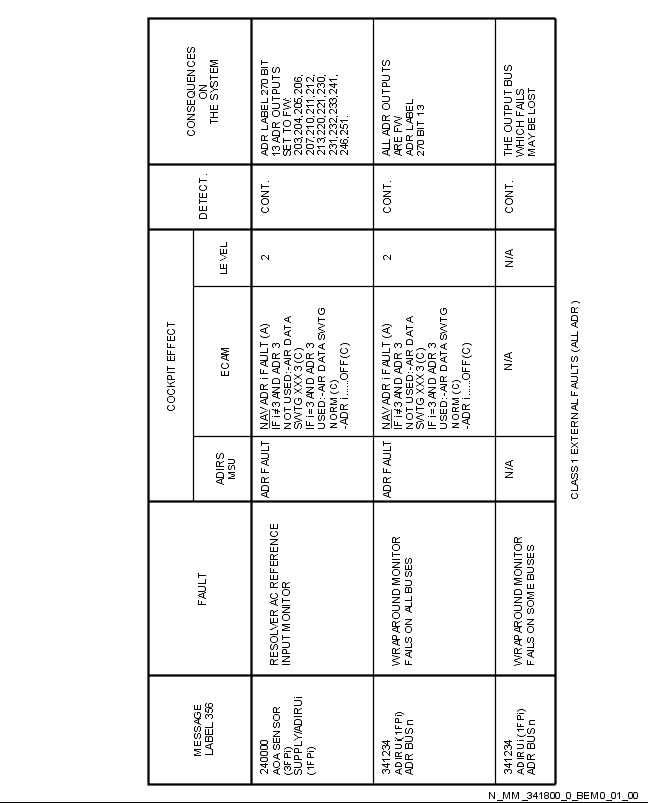 MESSAGE
LABEL 356
FAULT
COCKPIT EFFECT
ADIRS
MSU
ECAM
LEVEL
DETECT.
CONSEQUENCES
ON
THE SYSTEM
240000
AOA SENSOR
(3FPi)
SUPPLY/ADIRUi
(1FPi)
RESOLVER AC REFERENCE
INPUT MONITOR
ADR FAULT
NAV ADR i FAULT (A)
IF i≠3 AND ADR 3
NOT USED:-AIR DATA
SWTG XXX 3 (C)
IF i=3 AND ADR 3
USED:-AIR DATA SWTG
NORM (C)
-ADR i.....OFF (C)
2
CONT.
ADR LABEL 270 BIT
13 ADR OUTPUTS
SET TO FW:
203,204,205,206,
207,210,211,212,
213,220,221,230,
231,232,233,241,
246,251.
341234
ADIRUi(1FPi)
ADR BUS n
WRAPAROUND MONITOR
FAILS ON ALL BUSES
ADR FAULT
NAV ADR i FAULT (A)
IF i≠3 AND ADR 3
NOT USED:-AIR DATA
SWTG XXX 3 (C)
IF i=3 AND ADR 3
USED:-AIR DATA SWTG
NORM (C)
-ADR i.....OFF (C)
2
CONT.
ALL ADR OUTPUTS
ARE FW
ADR LABEL
270 BIT 13
341234
ADIRUi(1FPi)
ADR BUS n
WRAPAROUND MONITOR
FAILS ON SOME BUSES
N/A
N/A
N/A
CONT.
THE OUTPUT BUS
WHICH FAILS
MAY BE LOST
CLASS 1 EXTERNAL FAULTS (ALL ADR)
N_MM_341800_0_BEM0_01_00